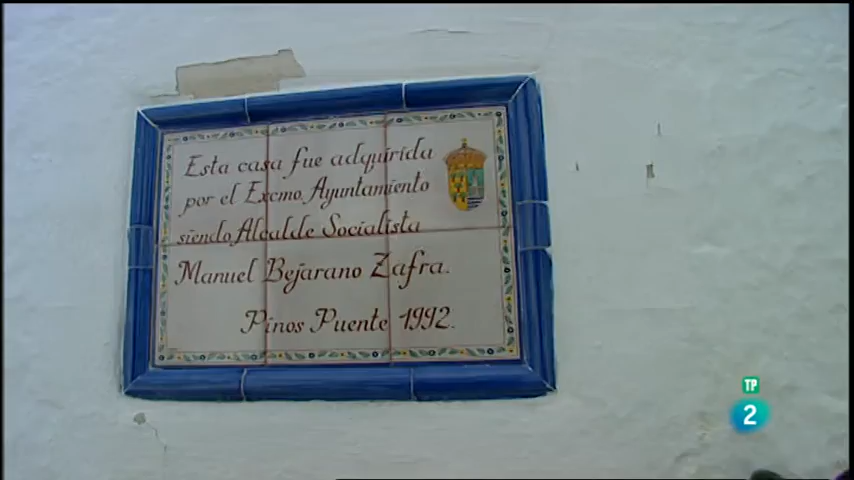 Esta casa fue adquirida
por el Excmo. Ayuntamiento
siendo Alcalde Socialista
Manuel Bejarano Zafra.
Pinos Puente 1992.
TP
2